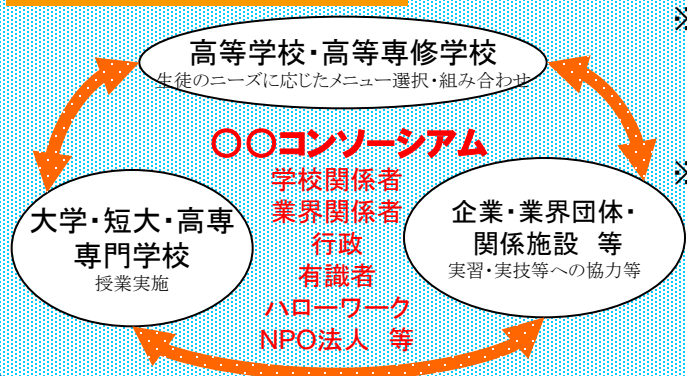 ※
高等学校・高等専修学校
生徒のニーズに応じたメニュー選択・組み合わせ
〇〇コンソーシアム
学校関係者
業界関係者
行政
有識者
ハローワーク
NPO法人　等
※
大学・短大・高専
専門学校
授業実施
企業・業界団体・
関係施設　等
実習・実技等への協力等